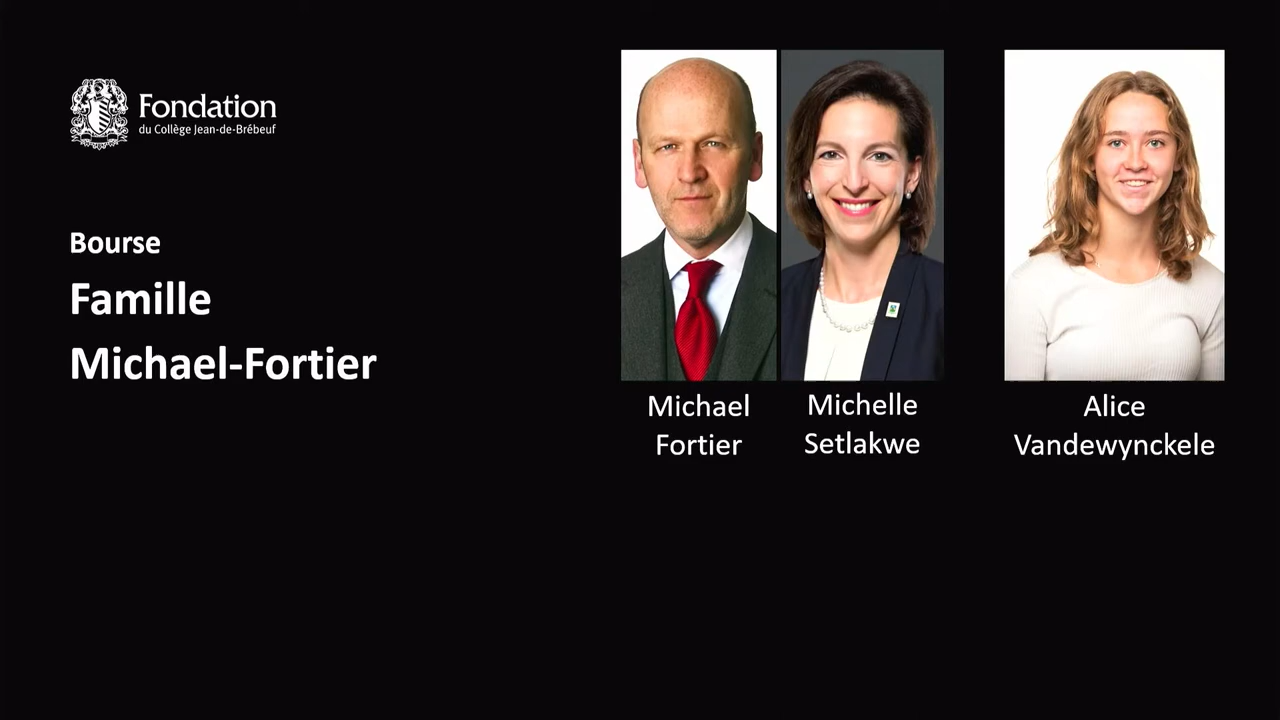 Fondation
du Collège Jean-de-Brébeuf
Bourse
Famille
Michael-Fortier
Michael
Fortier
Michelle
Setlakwe
Alice
Vandewynckele